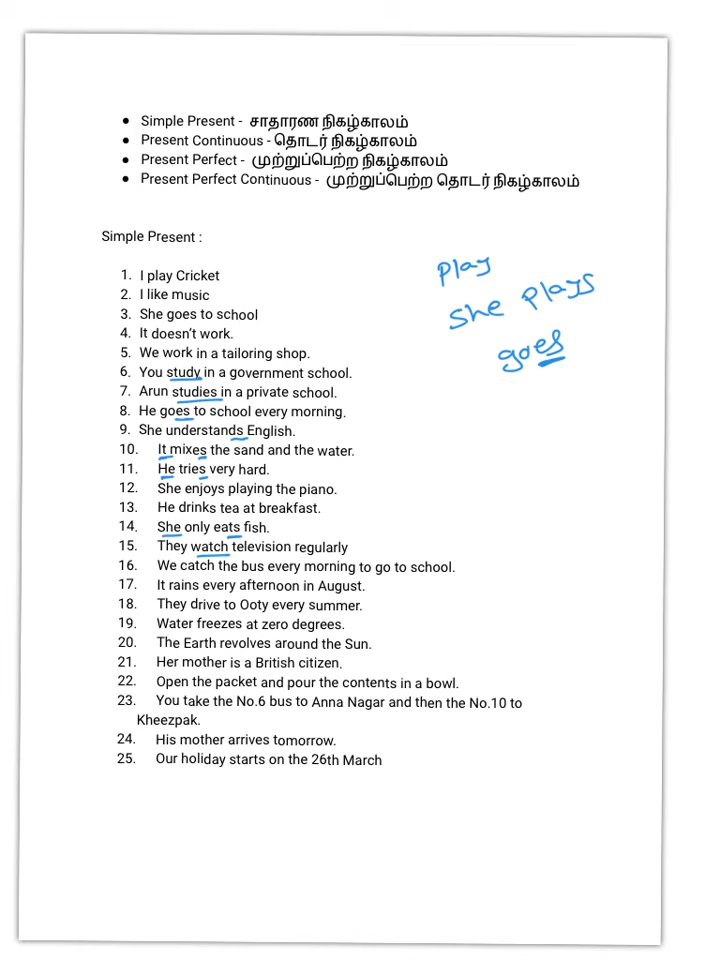 • Simple Present - சாதாரண நிகழ்காலம்
• Present Continuous - தொடர் நிகழ்காலம்
• Present Perfect - முற்றுப்பெற்ற நிகழ்காலம்
• Present Perfect Continuous - முற்றுப்பெற்ற தொடர் நிகழ்காலம்
Simple Present :
1. I play Cricket
2. I like music
3. She goes to school
4. It doesn't work.
5. We work in a tailoring shop.
6. You study in a government school.
7. Arun studies in a private school.
8. He goes to school every morning.
9. She understands English.
10. It mixes the sand and the water.
11. He tries very hard.
12. She enjoys playing the piano.
13. He drinks tea at breakfast.
14. She only eats fish.
15. They watch television regularly
16. We catch the bus every morning to go to school.
17. It rains every afternoon in August.
18. They drive to Ooty every summer.
19. Water freezes at zero degrees.
20. The Earth revolves around the Sun.
21. Her mother is a British citizen.
22. Open the packet and pour the contents in a bowl.
23. You take the No.6 bus to Anna Nagar and then the No.10 to
Kheezpak.
24. His mother arrives tomorrow.
25. Our holiday starts on the 26th March
play
She plays
goes